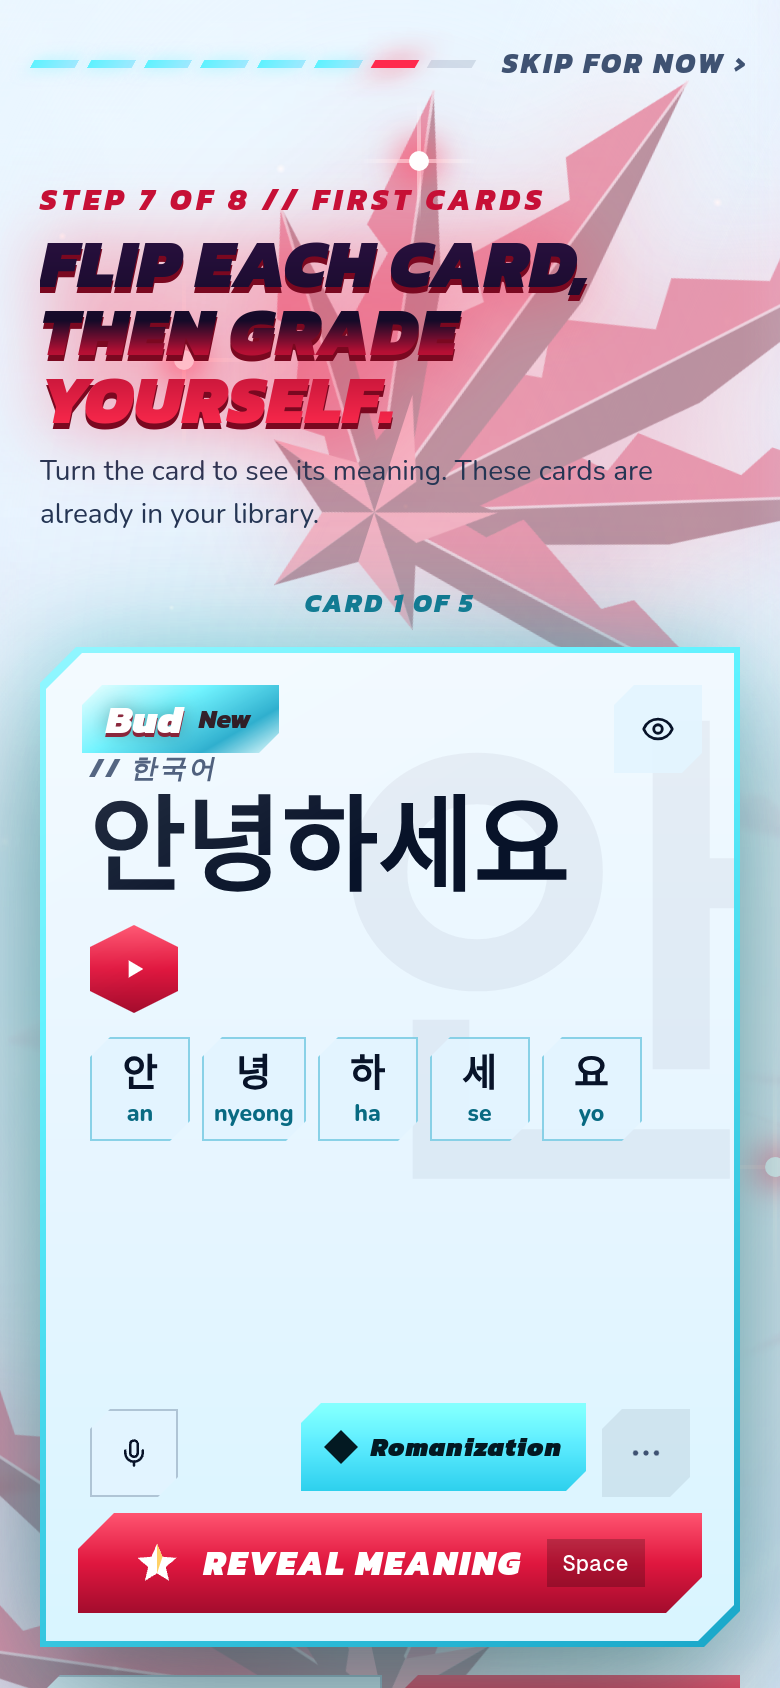 SKIP FOR NOW >
STEP 7 OF 8 // FIRST CARDS
FLIP EACH CARD,
THEN GRADE
YOURSELF.
Turn the card to see its meaning. These cards are
already in your library.
CARD 1 OF 5
Bud New
// 한국어
안녕하세요
안 녕 하 세 요
an nyeong ha se yo
Romanization
REVEAL MEANING Space